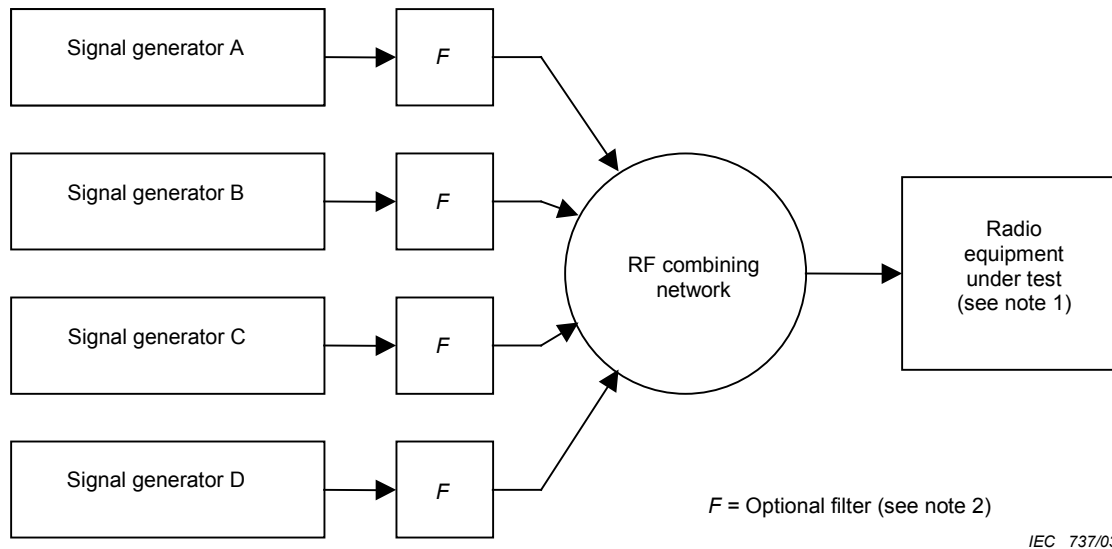 Signal generator A
F
Signal generator B
F
RF combining
network
Radio
equipment
under test
(see note 1)
Signal generator C
F
Signal generator D
F
F = Optional filter (see note 2)
IEC 737/03